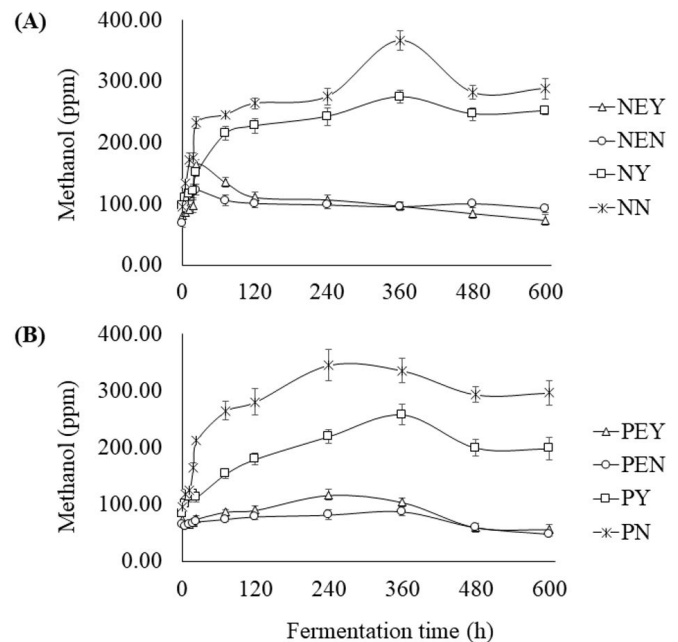 (A)
Methanol (ppm)
400.00
300.00
200.00
100.00
0.00
0 120 240 360 480 600
NEY
NEN
NY
NN
(B)
Methanol (ppm)
400.00
300.00
200.00
100.00
0.00
0 120 240 360 480 600
Fermentation time (h)
PEY
PEN
PY
PN